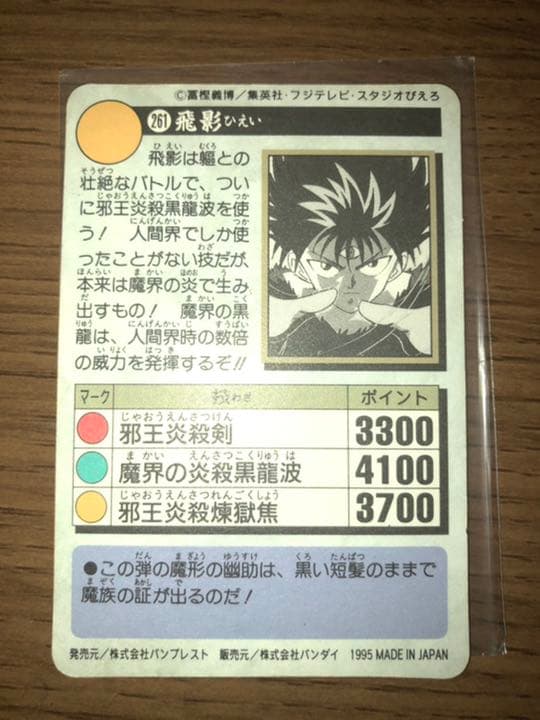 ©冨樫義博／集英社・フジテレビ・スタジオぴえろ
261 飛影 ひえい
飛影は軀との
壮絶なバトルで、つい
に邪王炎殺黒龍波を使
う！ 人間界でしか使
ったことがない技だが、
本来は魔界の炎で生み
出すもの！ 魔界の黒
龍は、人間界時の数倍
の威力を発揮するぞ!!
マーク ポイント
邪王炎殺剣 3300
魔界の炎殺黒龍波 4100
邪王炎殺煉獄焦 3700
●この弾の魔形の幽助は、黒い短髪のままで
魔族の証が出るのだ！
発売元／株式会社バンプレスト 販売元／株式会社バンダイ 1995 MADE IN JAPAN